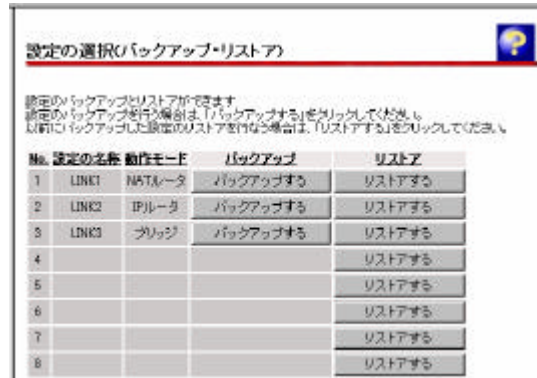 設定の選択(バックアップ・リストア)
?
設定のバックアップとリストアができます
設定のバックアップを行う場合は、「バックアップする」をクリックしてください。
以前にバックアップした設定のリストアを行なう場合は、「リストアする」をクリックしてください。
No. 設定の名称 動作モード バックアップ リストア
1 LINK1 NATルータ バックアップする リストアする
2 LINK2 IPルータ バックアップする リストアする
3 LINK3 ブリッジ バックアップする リストアする
4 リストアする
5 リストアする
6 リストアする
7 リストアする
8 リストアする